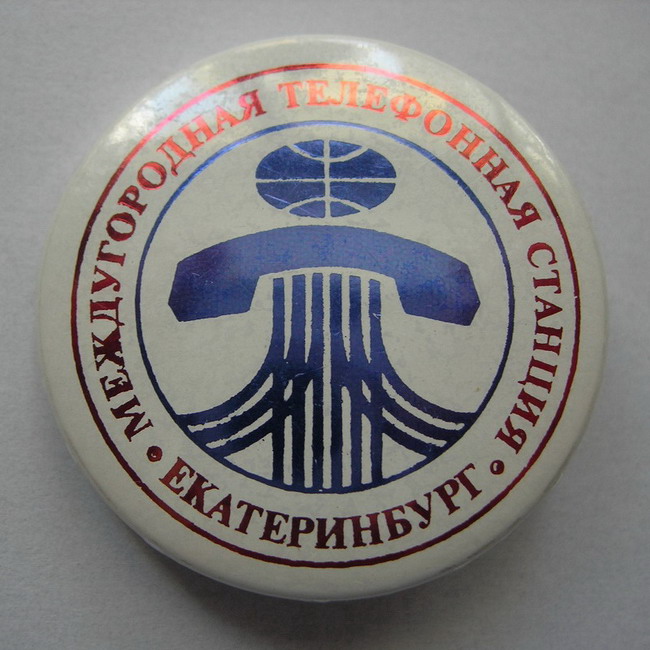 МЕЖДУГОРОДНАЯ ТЕЛЕФОННАЯ СТАНЦИЯ
• ЕКАТЕРИНБУРГ •